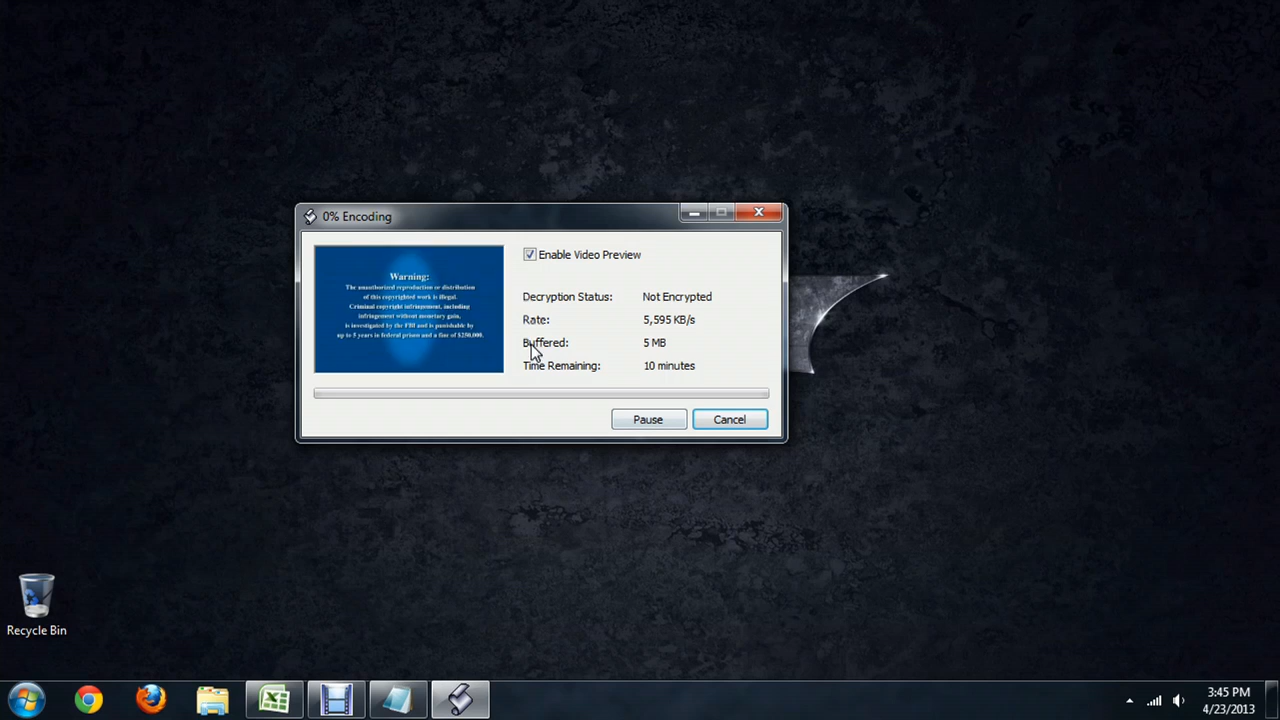 0% Encoding
Warning:
The unauthorized reproduction or distribution
of this copyrighted work is illegal.
Criminal copyright infringement, including
infringement without monetary gain,
is investigated by the FBI and is punishable by
up to 5 years in federal prison and a fine of $250,000.
Enable Video Preview
Decryption Status: Not Encrypted
Rate: 5,595 KB/s
Buffered: 5 MB
Time Remaining: 10 minutes
Pause Cancel
Recycle Bin
3:45 PM
4/23/2013